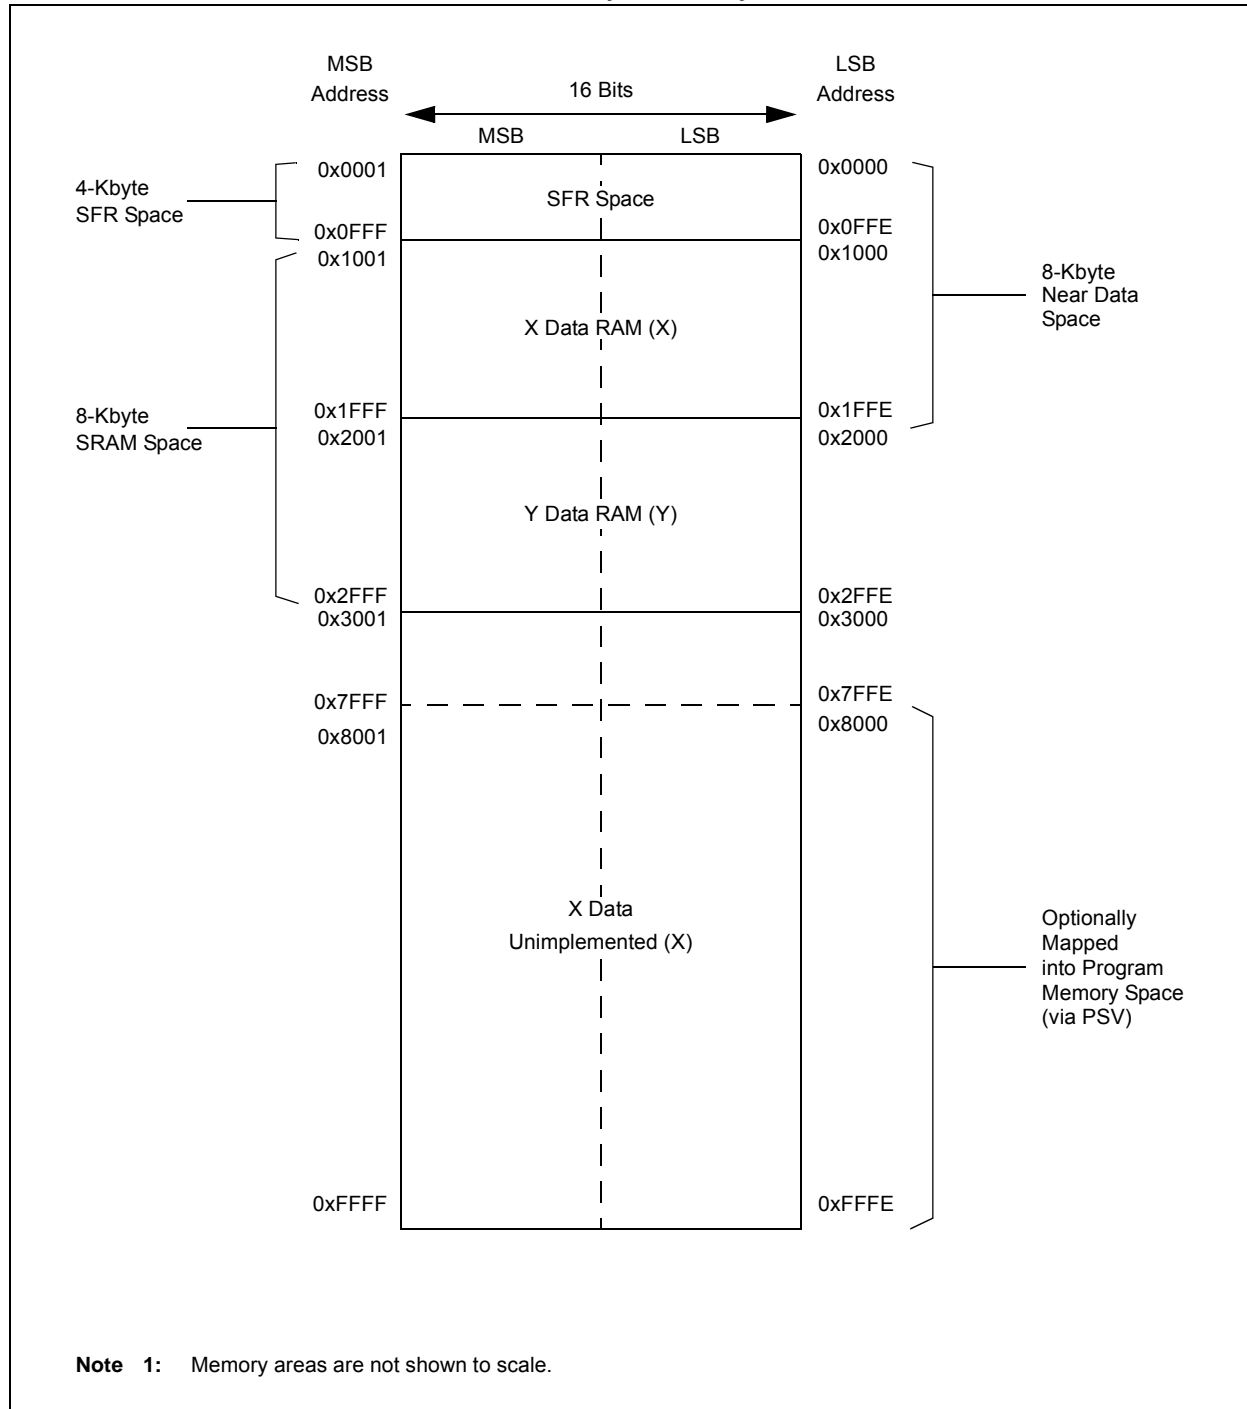 MSB
Address
16 Bits
LSB
Address
MSB
LSB
0x0001
0x0000
4-Kbyte
SFR Space
SFR Space
0x0FFF
0x0FFE
0x1001
0x1000
8-Kbyte
Near Data
Space
X Data RAM (X)
0x1FFF
0x1FFE
8-Kbyte
SRAM Space
0x2001
0x2000
Y Data RAM (Y)
0x2FFF
0x2FFE
0x3001
0x3000
0x7FFF
0x7FFE
0x8001
0x8000
X Data
Unimplemented (X)
Optionally
Mapped
into Program
Memory Space
(via PSV)
0xFFFF
0xFFFE
Note 1: Memory areas are not shown to scale.